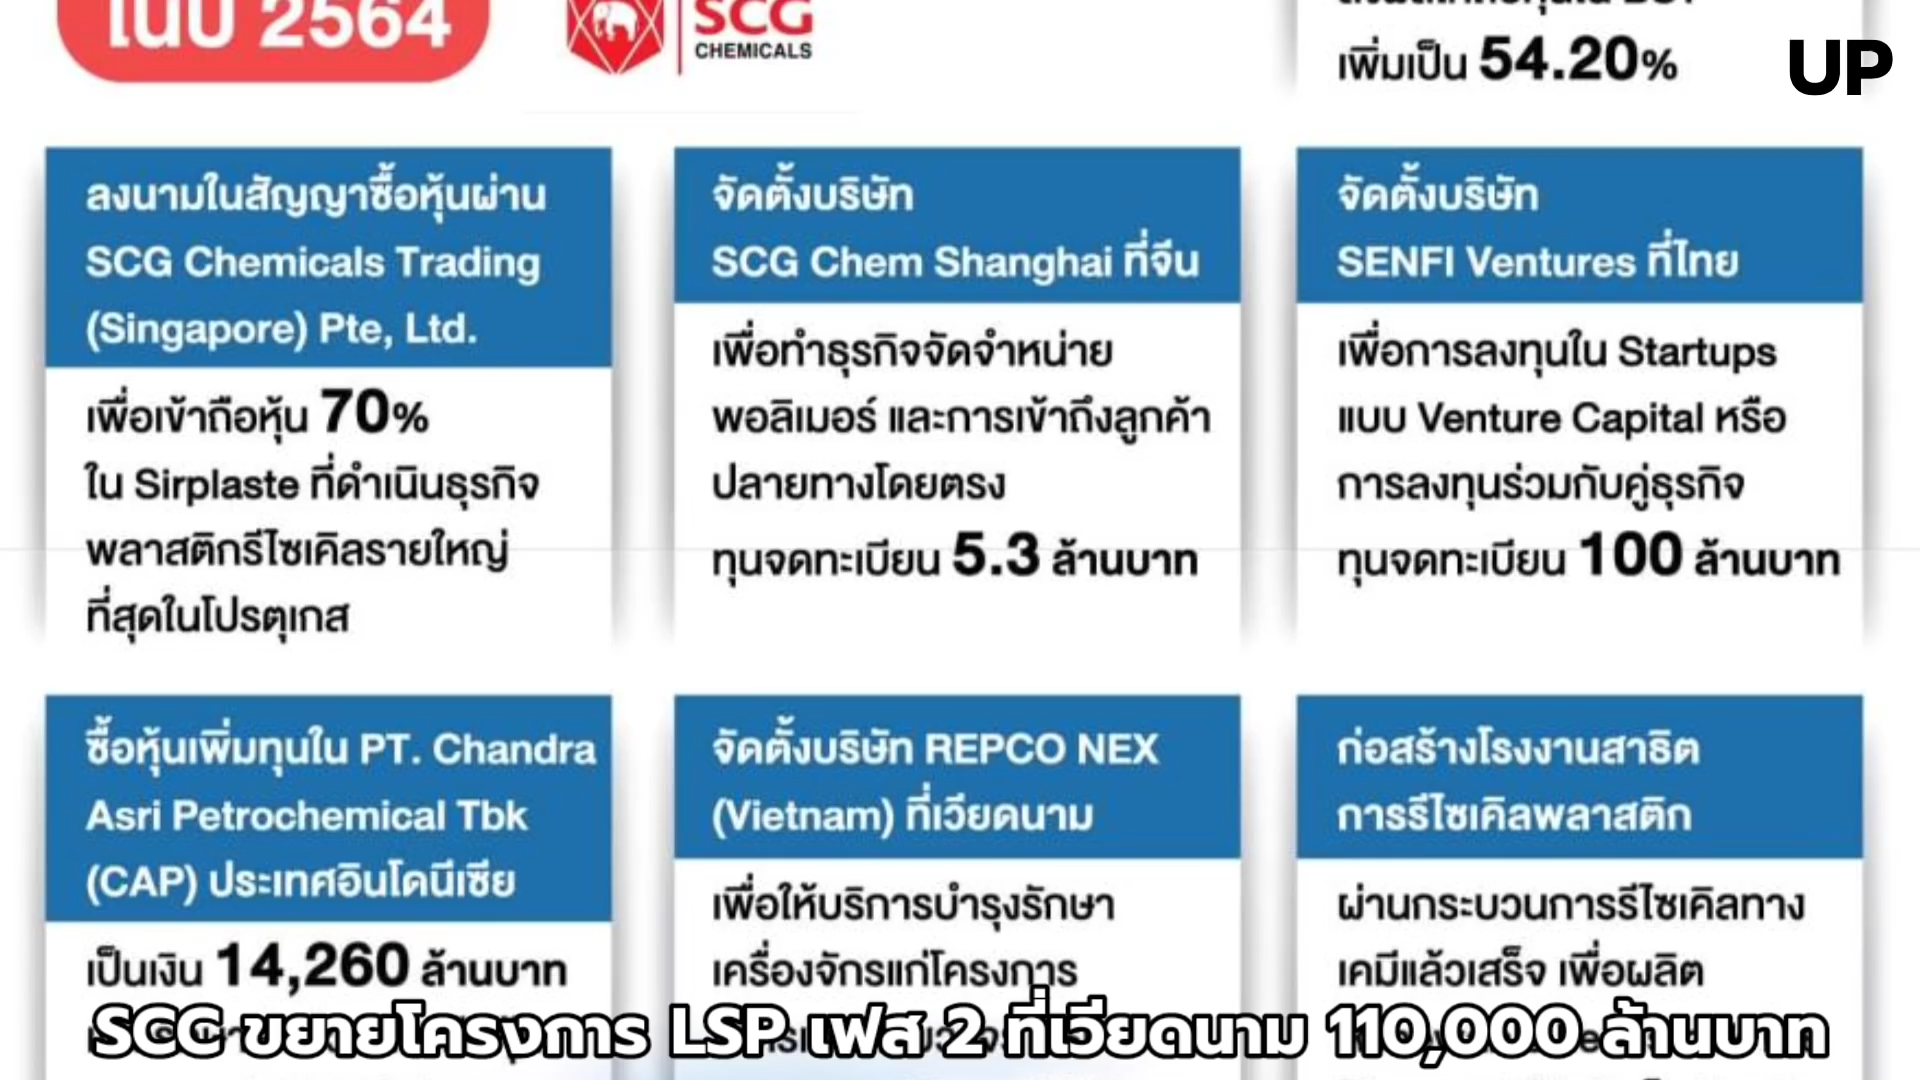 ในปี 2564
SCG
CHEMICALS
เพิ่มเป็น 54.20%
UP
ลงนามในสัญญาซื้อหุ้นผ่าน
SCG Chemicals Trading
(Singapore) Pte, Ltd.
เพื่อเข้าถือหุ้น 70%
ใน Sirplaste ที่ดำเนินธุรกิจ
พลาสติกรีไซเคิลรายใหญ่
ที่สุดในโปรตุเกส
จัดตั้งบริษัท
SCG Chem Shanghai ที่จีน
เพื่อทำธุรกิจจัดจำหน่าย
พอลิเมอร์ และการเข้าถึงลูกค้า
ปลายทางโดยตรง
ทุนจดทะเบียน 5.3 ล้านบาท
จัดตั้งบริษัท
SENFI Ventures ที่ไทย
เพื่อการลงทุนใน Startups
แบบ Venture Capital หรือ
การลงทุนร่วมกับคู่ธุรกิจ
ทุนจดทะเบียน 100 ล้านบาท
ซื้อหุ้นเพิ่มทุนใน PT. Chandra
Asri Petrochemical Tbk
(CAP) ประเทศอินโดนีเซีย
เป็นเงิน 14,260 ล้านบาท
จัดตั้งบริษัท REPCO NEX
(Vietnam) ที่เวียดนาม
เพื่อให้บริการบำรุงรักษา
เครื่องจักรแก่โครงการ
ก่อสร้างโรงงานสาธิต
การรีไซเคิลพลาสติก
ผ่านกระบวนการรีไซเคิลทาง
เคมีแล้วเสร็จ เพื่อผลิต
SCG ขยายโครงการ LSP เฟส 2 ที่เวียดนาม 110,000 ล้านบาท